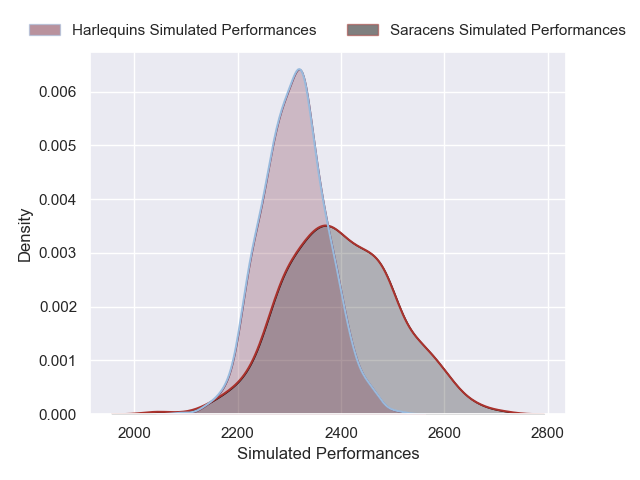 Harlequins Simulated Performances Saracens Simulated Performances
0.006
0.005
0.004
0.003
0.002
0.001
0.000
Density
2000 2200 2400 2600 2800
Simulated Performances